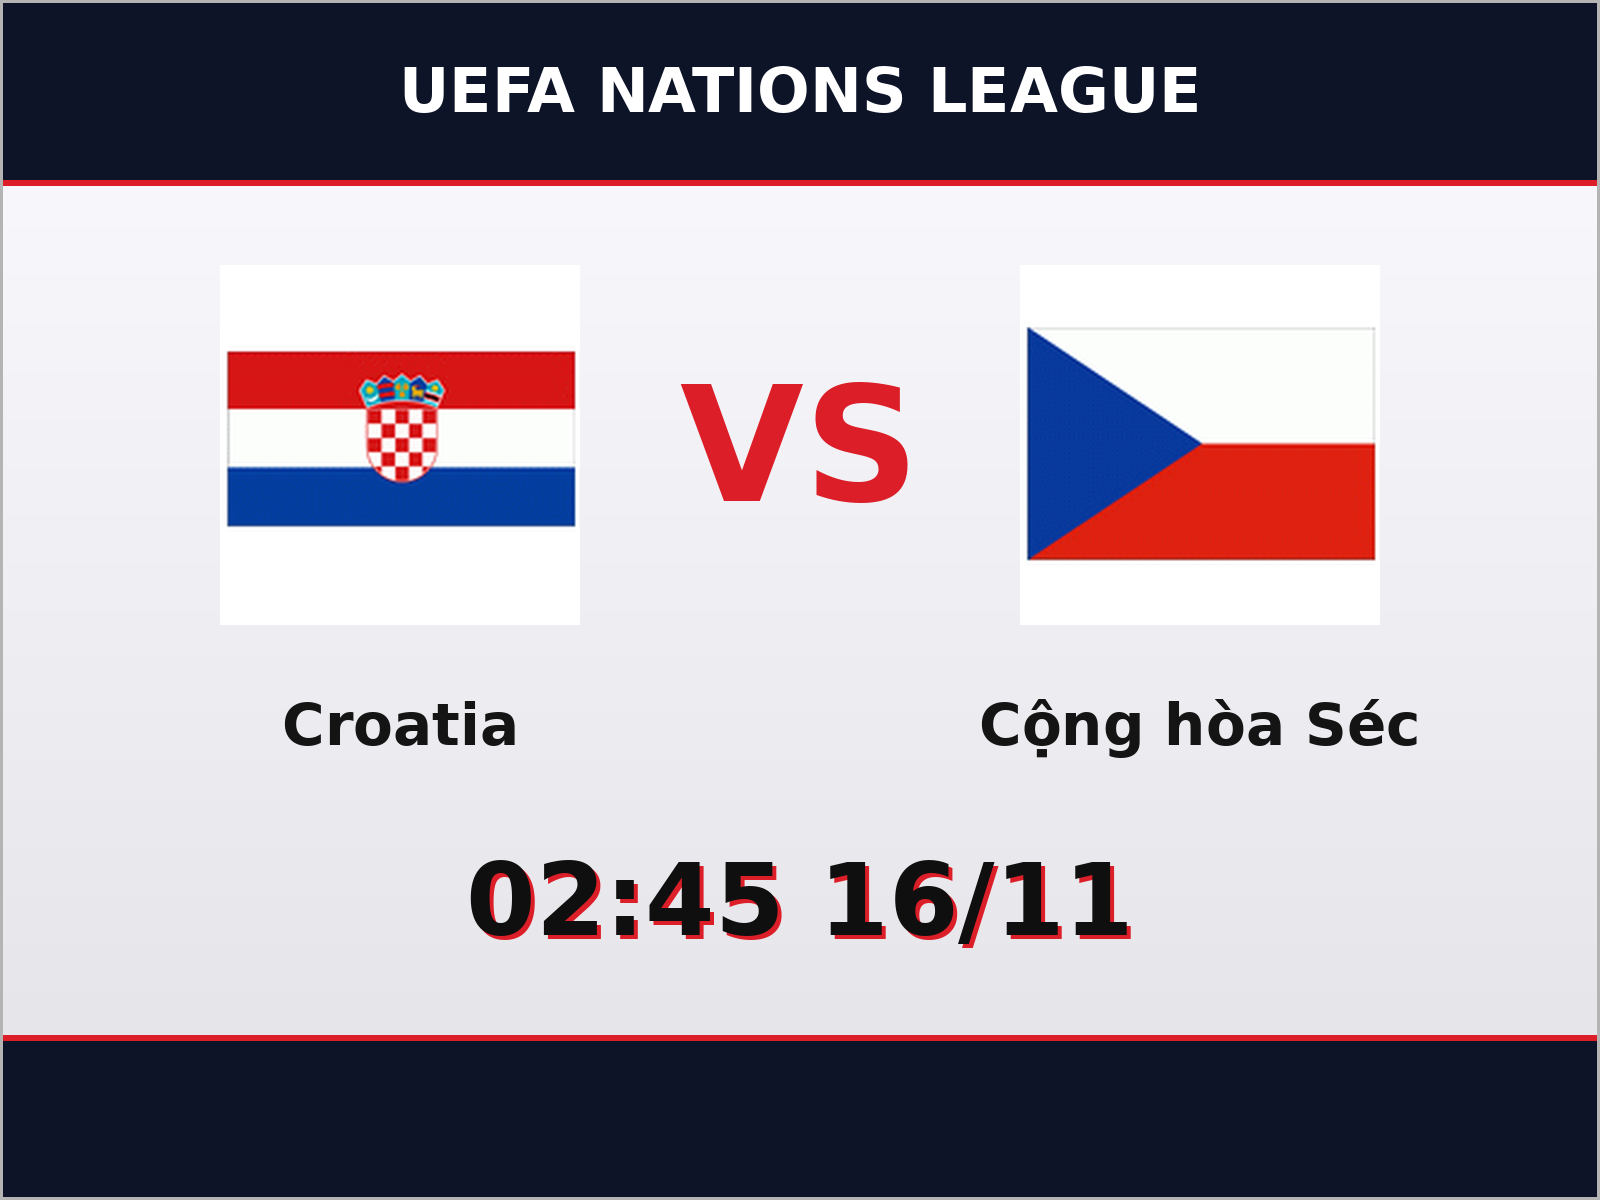 UEFA NATIONS LEAGUE
VS
Croatia
Cộng hòa Séc
02:45 16/11